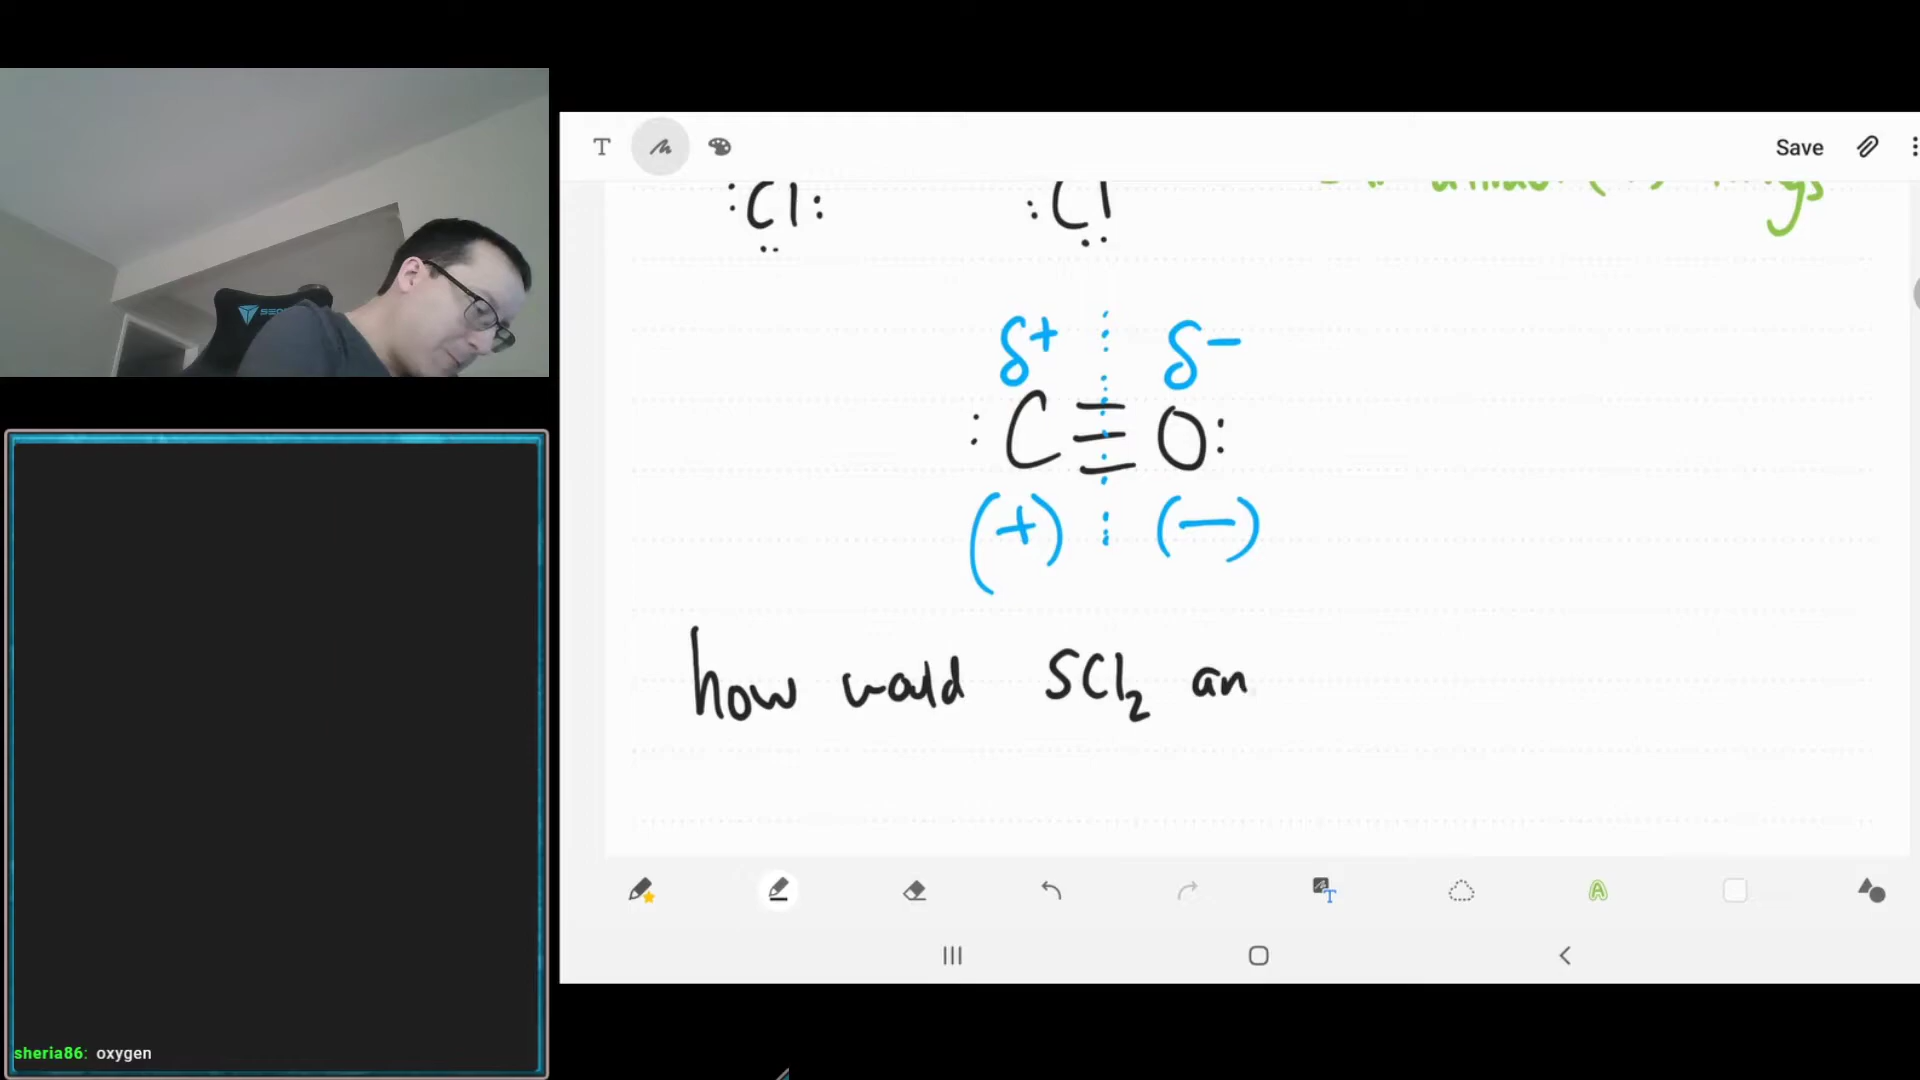 T
Save
:Cl: :Cl
δ+ δ−
:C≡O:
(+) (−)
how would SCl₂ an
A
T
sheria86: oxygen